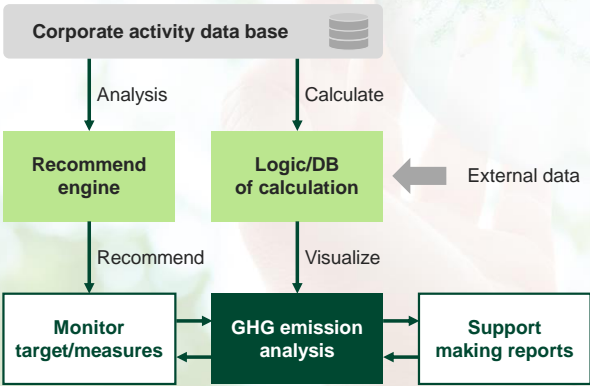 Corporate activity data base
Analysis
Calculate
Recommend
engine
Logic/DB
of calculation
External data
Recommend
Visualize
Monitor
target/measures
GHG emission
analysis
Support
making reports